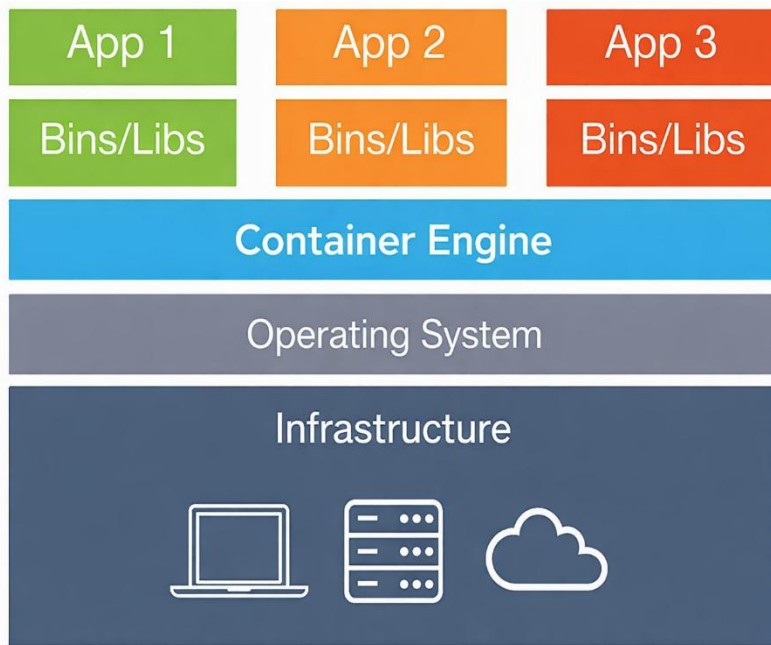 App 1
App 2
App 3
Bins/Libs
Bins/Libs
Bins/Libs
Container Engine
Operating System
Infrastructure